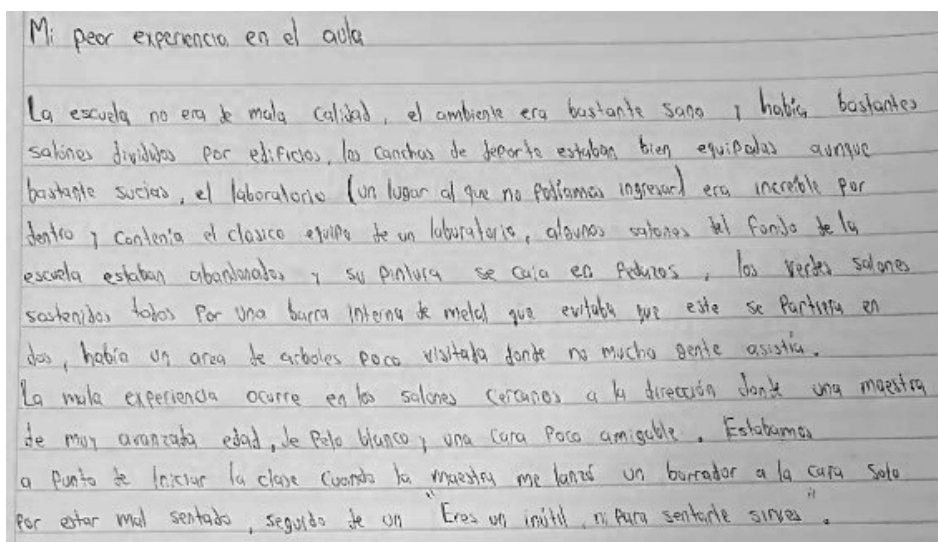 Mi peor experiencia en el aula
La escuela no era de mala calidad, el ambiente era bastante sano y había bastantes
salones divididos por edificios, las canchas de deporte estaban bien equipadas aunque
bastante sucias, el laboratorio (un lugar al que no podíamos ingresar) era increíble por
dentro y contenía el clasico equipo de un laboratorio, algunos salones del fondo de la
escuela estaban abandonados y su pintura se caia en pedazos, los verdes salones
sostenidos todos por una barra interna de metal que evitaba que este se partiera en
dos, había un area de arboles poco visitada donde no mucha gente asistía.
La mala experiencia ocurre en los salones cercanos a la dirección donde una maestra
de muy avanzada edad, de pelo blanco y una cara poco amigable. Estabamos
a punto de iniciar la clase cuando la maestra me lanzó un borrador a la cara solo
por estar mal sentado, seguido de un "Eres un inútil, ni para sentarte sirves".